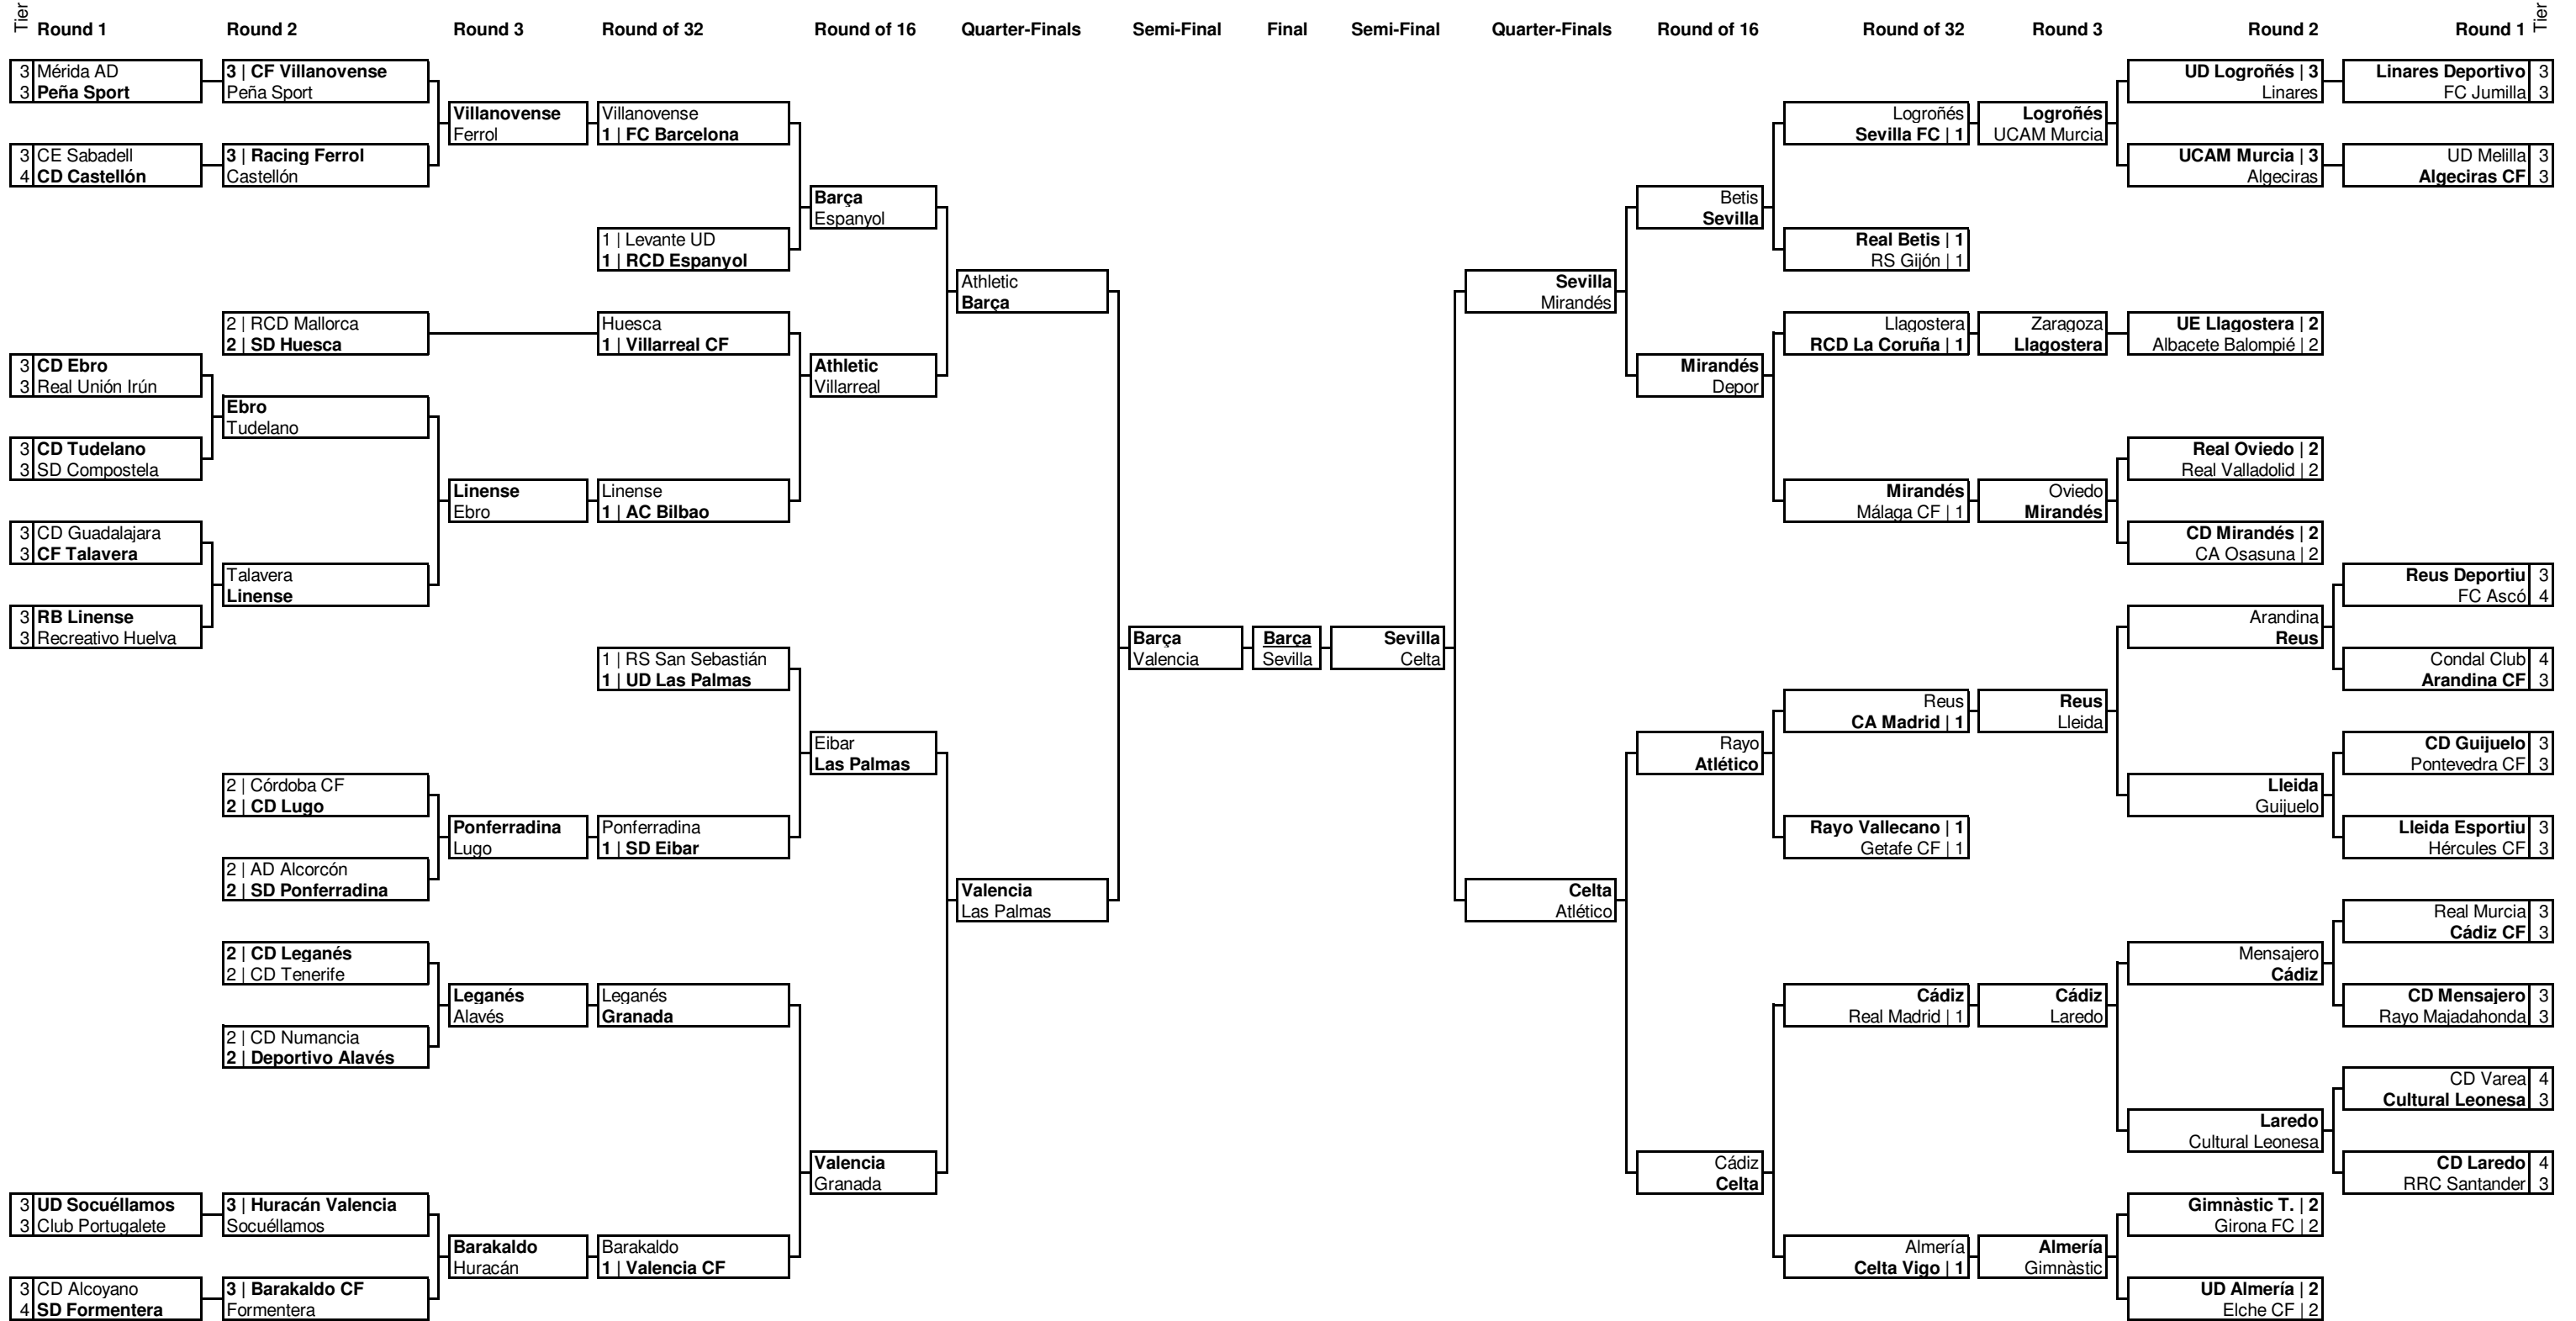 Tier Round 1 Round 2 Round 3 Round of 32 Round of 16 Quarter-Finals Semi-Final Final Semi-Final Quarter-Finals Round of 16 Round of 32 Round 3 Round 2 Round 1 Tier
3 Mérida AD
3 Peña Sport
3 CE Sabadell
4 CD Castellón
3 CD Ebro
3 Real Unión Irún
3 CD Tudelano
3 SD Compostela
3 CD Guadalajara
3 CF Talavera
3 RB Linense
3 Recreativo Huelva
3 UD Socuéllamos
3 Club Portugalete
3 CD Alcoyano
4 SD Formentera
3 | CF Villanovense
Peña Sport
3 | Racing Ferrol
Castellón
2 | RCD Mallorca
2 | SD Huesca
Ebro
Tudelano
Talavera
Linense
2 | Córdoba CF
2 | CD Lugo
2 | AD Alcorcón
2 | SD Ponferradina
2 | CD Leganés
2 | CD Tenerife
2 | CD Numancia
2 | Deportivo Alavés
3 | Huracán Valencia
Socuéllamos
3 | Barakaldo CF
Formentera
Villanovense
Ferrol
Linense
Ebro
Ponferradina
Lugo
Leganés
Alavés
Barakaldo
Huracán
Villanovense
1 | FC Barcelona
1 | Levante UD
1 | RCD Espanyol
Huesca
1 | Villarreal CF
Linense
1 | AC Bilbao
1 | RS San Sebastián
1 | UD Las Palmas
Ponferradina
1 | SD Eibar
Leganés
Granada
Barakaldo
1 | Valencia CF
Barça
Espanyol
Athletic
Villarreal
Eibar
Las Palmas
Valencia
Granada
Athletic
Barça
Valencia
Las Palmas
Barça
Valencia
Barça
Sevilla
Sevilla
Celta
Sevilla
Mirandés
Celta
Atlético
Betis
Sevilla
Mirandés
Depor
Rayo
Atlético
Cádiz
Celta
Logroñés
Sevilla FC | 1
Real Betis | 1
RS Gijón | 1
Llagostera
RCD La Coruña | 1
Mirandés
Málaga CF | 1
Reus
CA Madrid | 1
Rayo Vallecano | 1
Getafe CF | 1
Cádiz
Real Madrid | 1
Almería
Celta Vigo | 1
Logroñés
UCAM Murcia
Zaragoza
Llagostera
Oviedo
Mirandés
Reus
Lleida
Cádiz
Laredo
Almería
Gimnàstic
UD Logroñés | 3
Linares
UCAM Murcia | 3
Algeciras
UE Llagostera | 2
Albacete Balompié | 2
Real Oviedo | 2
Real Valladolid | 2
CD Mirandés | 2
CA Osasuna | 2
Arandina
Reus
Lleida
Guijuelo
Mensajero
Cádiz
Laredo
Cultural Leonesa
Gimnàstic T. | 2
Girona FC | 2
UD Almería | 2
Elche CF | 2
Linares Deportivo 3
FC Jumilla 3
UD Melilla 3
Algeciras CF 3
Reus Deportiu 3
FC Ascó 4
Condal Club 4
Arandina CF 3
CD Guijuelo 3
Pontevedra CF 3
Lleida Esportiu 3
Hércules CF 3
Real Murcia 3
Cádiz CF 3
CD Mensajero 3
Rayo Majadahonda 3
CD Varea 4
Cultural Leonesa 3
CD Laredo 4
RRC Santander 3